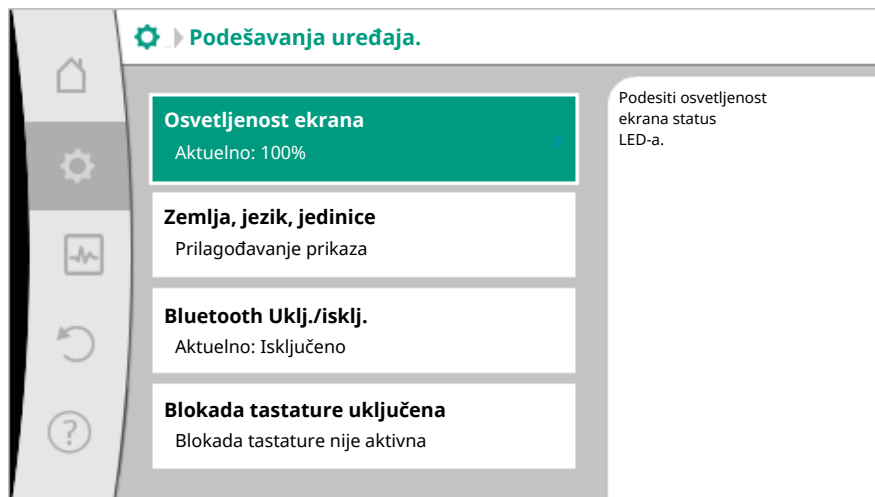 Podešavanja uređaja.
Osvetljenost ekrana
Aktuelno: 100%
Zemlja, jezik, jedinice
Prilagođavanje prikaza
Bluetooth Uklj./isklj.
Aktuelno: Isključeno
Blokada tastature uključena
Blokada tastature nije aktivna
Podesiti osvetljenost
ekrana status
LED-a.
?